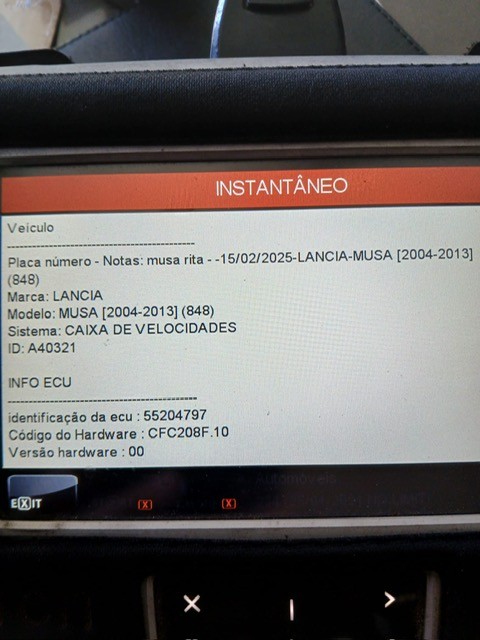 INSTANTÂNEO
Veículo
------------------------------------------
Placa número - Notas: musa rita - -15/02/2025-LANCIA-MUSA [2004-2013]
(848)
Marca: LANCIA
Modelo: MUSA [2004-2013] (848)
Sistema: CAIXA DE VELOCIDADES
ID: A40321
INFO ECU
------------------------------------------
identificação da ecu : 55204797
Código do Hardware : CFC208F.10
Versão hardware : 00
EXIT
[X] [X]